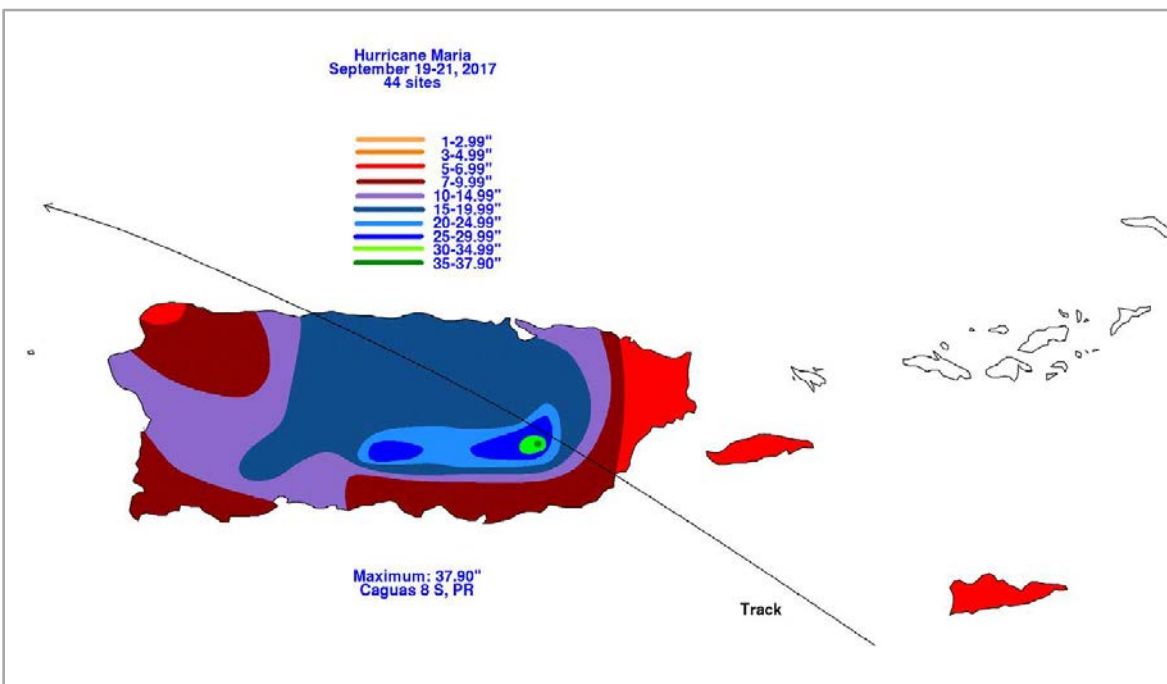 Hurricane Maria
September 19-21, 2017
44 sites
1-2.99"
3-4.99"
5-6.99"
7-9.99"
10-14.99"
15-19.99"
20-24.99"
25-29.99"
30-34.99"
35-37.90"
Maximum: 37.90"
Caguas 8 S, PR
Track